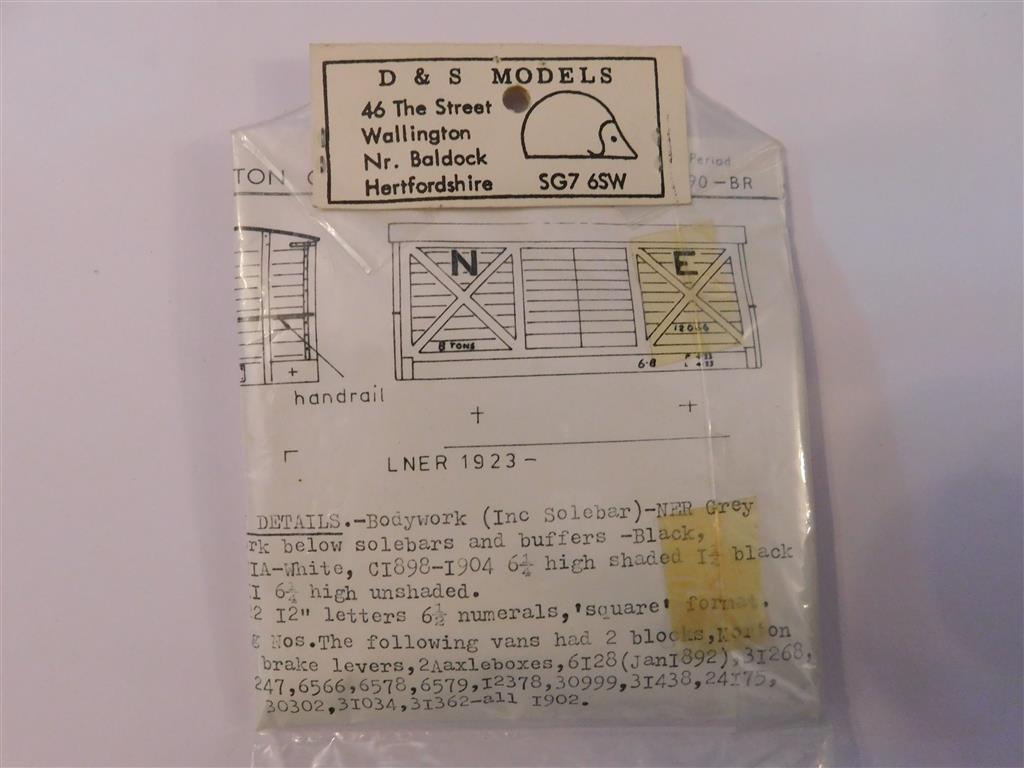 D & S MODELS
46 The Street
Wallington
Nr. Baldock
Hertfordshire
SG7 6SW
TON
Period
90-BR
N E
8 TONS
12046
6·8
handrail
LNER 1923-
DETAILS.-Bodywork (Inc Solebar)-NER Grey
rk below solebars and buffers -Black,
IA-White, CI898-I904 6¼ high shaded I½ black
I 6¼ high unshaded.
2 I2" letters 6½ numerals,'square' format.
g Nos.The following vans had 2 blocks,Morton
brake levers,2Aaxleboxes,6I28(JanI892),3I268,
247,6566,6578,6579,I2378,30999,3I438,24I75,
30302,3I034,3I362-all I902.